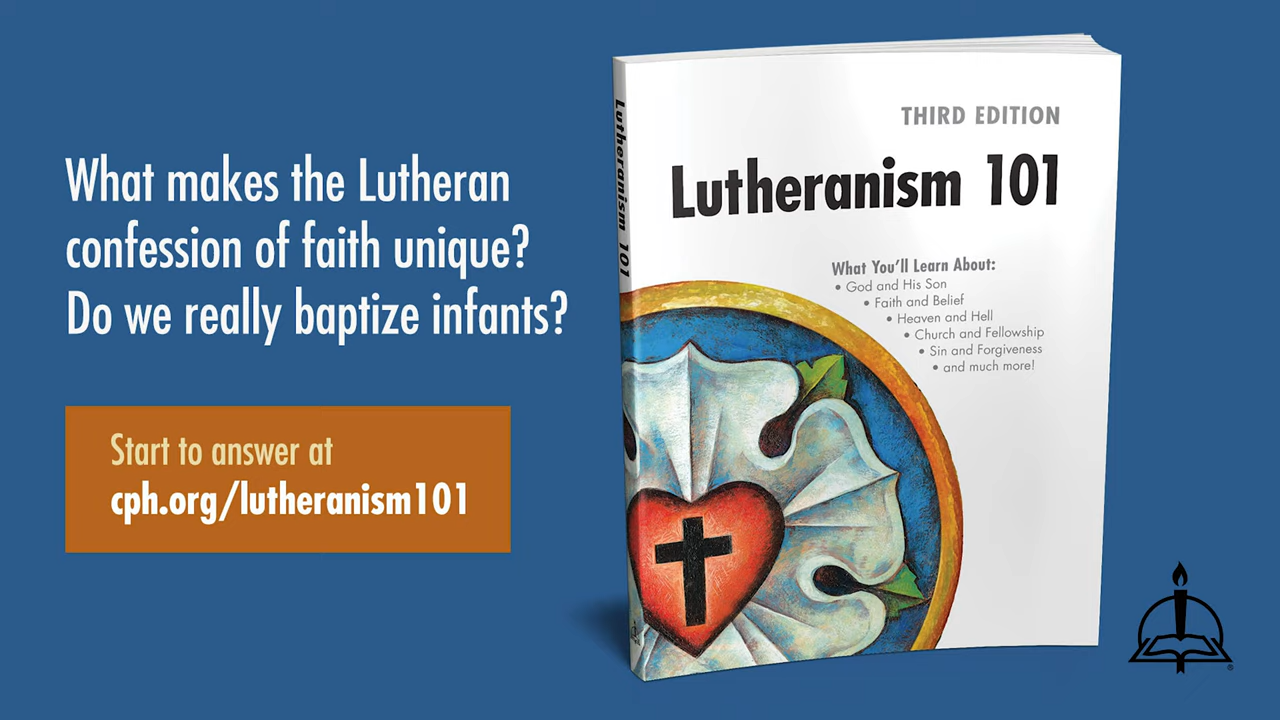 What makes the Lutheran
confession of faith unique?
Do we really baptize infants?
Start to answer at
cph.org/lutheranism101
Lutheranism 101
THIRD EDITION
Lutheranism 101
What You'll Learn About:
• God and His Son
• Faith and Belief
• Heaven and Hell
• Church and Fellowship
• Sin and Forgiveness
• and much more!
®